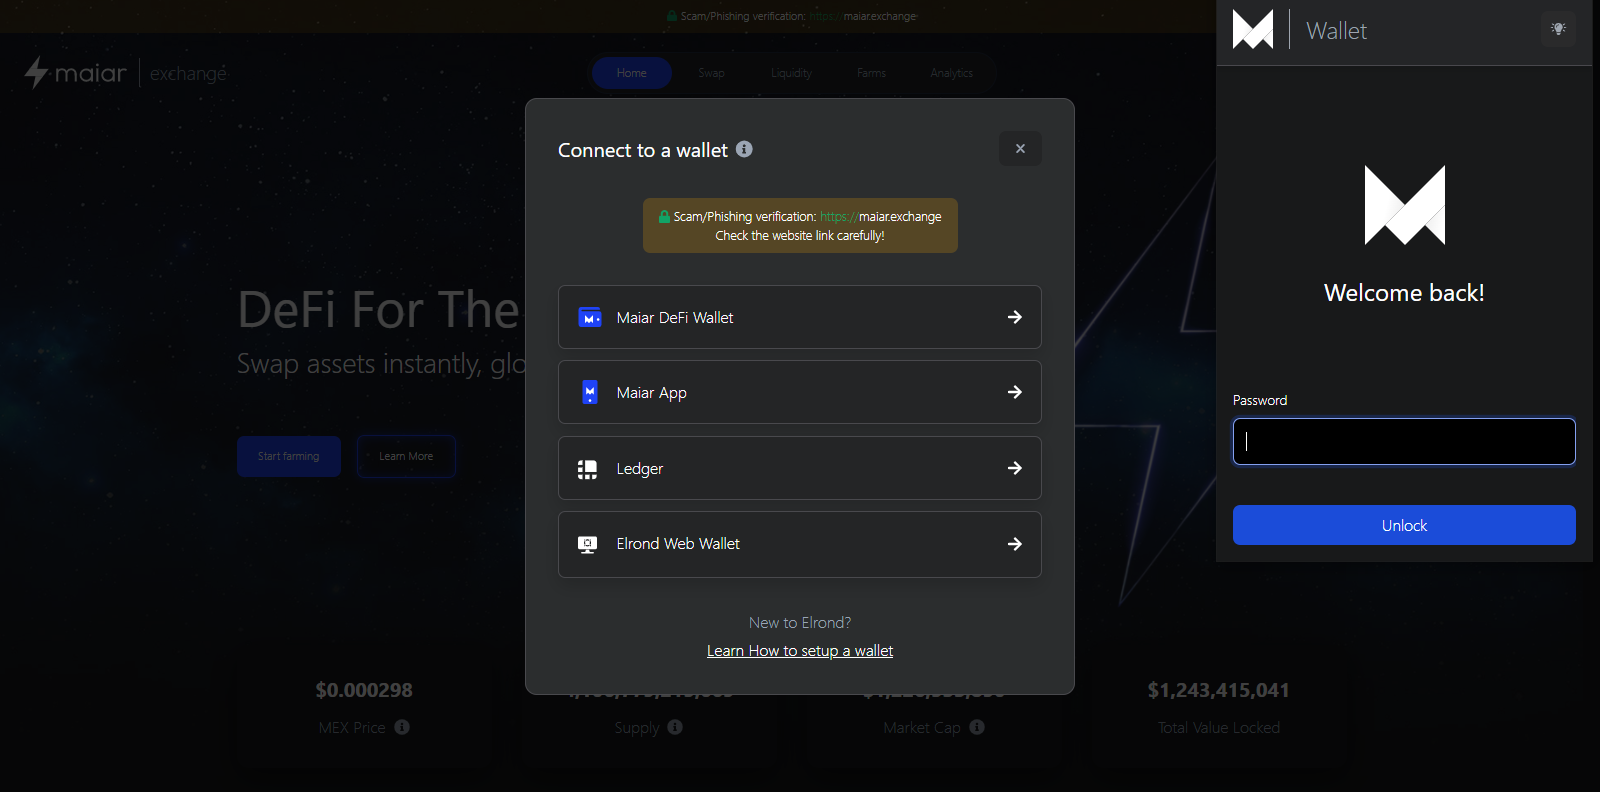 Scam/Phishing verification: https://maiar.exchange
maiar exchange
Home Swap Liquidity Farms Analytics
Wallet
Connect to a wallet
Scam/Phishing verification: https://maiar.exchange
Check the website link carefully!
Maiar DeFi Wallet
Maiar App
Ledger
Elrond Web Wallet
New to Elrond?
Learn How to setup a wallet
DeFi For The
Swap assets instantly, glo
Start farming Learn More
Welcome back!
Password
Unlock
$0.000298
MEX Price
Supply
Market Cap
$1,243,415,041
Total Value Locked